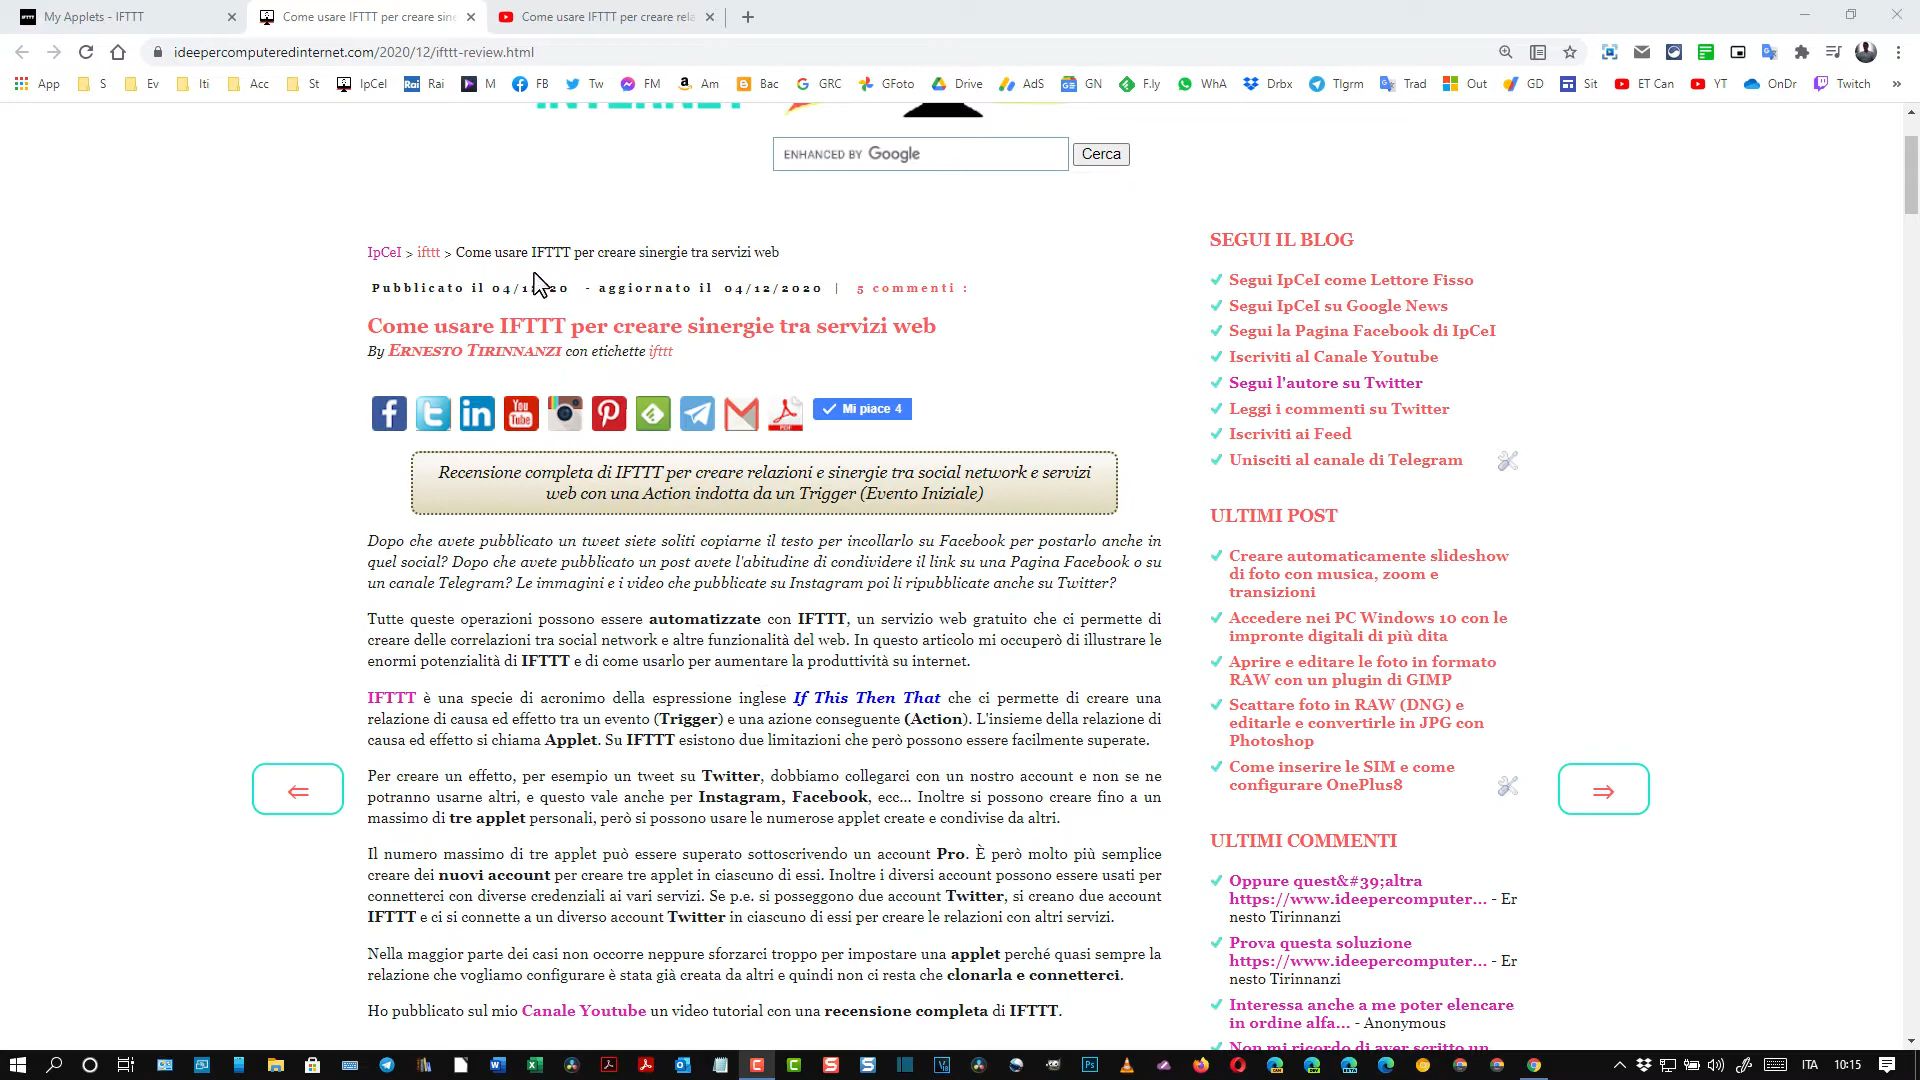 My Applets - IFTTT
Come usare IFTTT per creare sine
Come usare IFTTT per creare rela
ideepercomputeredinternet.com/2020/12/ifttt-review.html
App S Ev Iti Acc St IpCel Rai M FB Tw FM Am Bac GRC GFoto Drive AdS GN F.ly WhA Drbx Tlgrm Trad Out GD Sit ET Can YT OnDr Twitch »
INTERNET
ENHANCED BY Google
Cerca
IpCeI > ifttt > Come usare IFTTT per creare sinergie tra servizi web
Pubblicato il 04/12/20 - aggiornato il 04/12/2020 | 5 commenti :
Come usare IFTTT per creare sinergie tra servizi web
By Ernesto Tirinnanzi con etichette ifttt
You Tube
PDF
Mi piace 4
Recensione completa di IFTTT per creare relazioni e sinergie tra social network e servizi
web con una Action indotta da un Trigger (Evento Iniziale)
Dopo che avete pubblicato un tweet siete soliti copiarne il testo per incollarlo su Facebook per postarlo anche in
quel social? Dopo che avete pubblicato un post avete l'abitudine di condividere il link su una Pagina Facebook o su
un canale Telegram? Le immagini e i video che pubblicate su Instagram poi li ripubblicate anche su Twitter?
Tutte queste operazioni possono essere automatizzate con IFTTT, un servizio web gratuito che ci permette di
creare delle correlazioni tra social network e altre funzionalità del web. In questo articolo mi occuperò di illustrare le
enormi potenzialità di IFTTT e di come usarlo per aumentare la produttività su internet.
IFTTT è una specie di acronimo della espressione inglese If This Then That che ci permette di creare una
relazione di causa ed effetto tra un evento (Trigger) e una azione conseguente (Action). L'insieme della relazione di
causa ed effetto si chiama Applet. Su IFTTT esistono due limitazioni che però possono essere facilmente superate.
Per creare un effetto, per esempio un tweet su Twitter, dobbiamo collegarci con un nostro account e non se ne
potranno usarne altri, e questo vale anche per Instagram, Facebook, ecc... Inoltre si possono creare fino a un
massimo di tre applet personali, però si possono usare le numerose applet create e condivise da altri.
Il numero massimo di tre applet può essere superato sottoscrivendo un account Pro. È però molto più semplice
creare dei nuovi account per creare tre applet in ciascuno di essi. Inoltre i diversi account possono essere usati per
connetterci con diverse credenziali ai vari servizi. Se p.e. si posseggono due account Twitter, si creano due account
IFTTT e ci si connette a un diverso account Twitter in ciascuno di essi per creare le relazioni con altri servizi.
Nella maggior parte dei casi non occorre neppure sforzarci troppo per impostare una applet perché quasi sempre la
relazione che vogliamo configurare è stata già creata da altri e quindi non ci resta che clonarla e connetterci.
Ho pubblicato sul mio Canale Youtube un video tutorial con una recensione completa di IFTTT.
⇐
⇒
SEGUI IL BLOG
Segui IpCeI come Lettore Fisso
Segui IpCeI su Google News
Segui la Pagina Facebook di IpCeI
Iscriviti al Canale Youtube
Segui l'autore su Twitter
Leggi i commenti su Twitter
Iscriviti ai Feed
Unisciti al canale di Telegram
ULTIMI POST
Creare automaticamente slideshow
di foto con musica, zoom e
transizioni
Accedere nei PC Windows 10 con le
impronte digitali di più dita
Aprire e editare le foto in formato
RAW con un plugin di GIMP
Scattare foto in RAW (DNG) e
editarle e convertirle in JPG con
Photoshop
Come inserire le SIM e come
configurare OnePlus8
ULTIMI COMMENTI
Oppure quest&#39;altra
https://www.ideepercomputer... - Er
nesto Tirinnanzi
Prova questa soluzione
https://www.ideepercomputer... - Er
nesto Tirinnanzi
Interessa anche a me poter elencare
in ordine alfa... - Anonymous
Non mi ricordo di aver scritto un
ITA 10:15